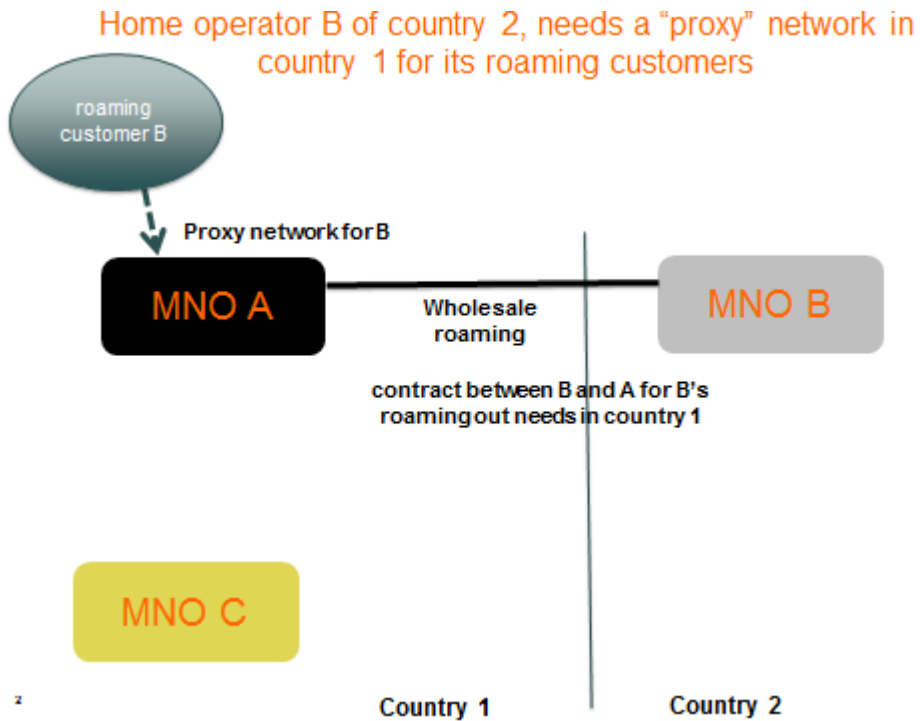 Home operator B of country 2, needs a “proxy” network in
country 1 for its roaming customers
roaming
customer B
Proxy network for B
MNO A
MNO B
Wholesale
roaming
contract between B and A for B's
roaming out needs in country 1
MNO C
2
Country 1
Country 2